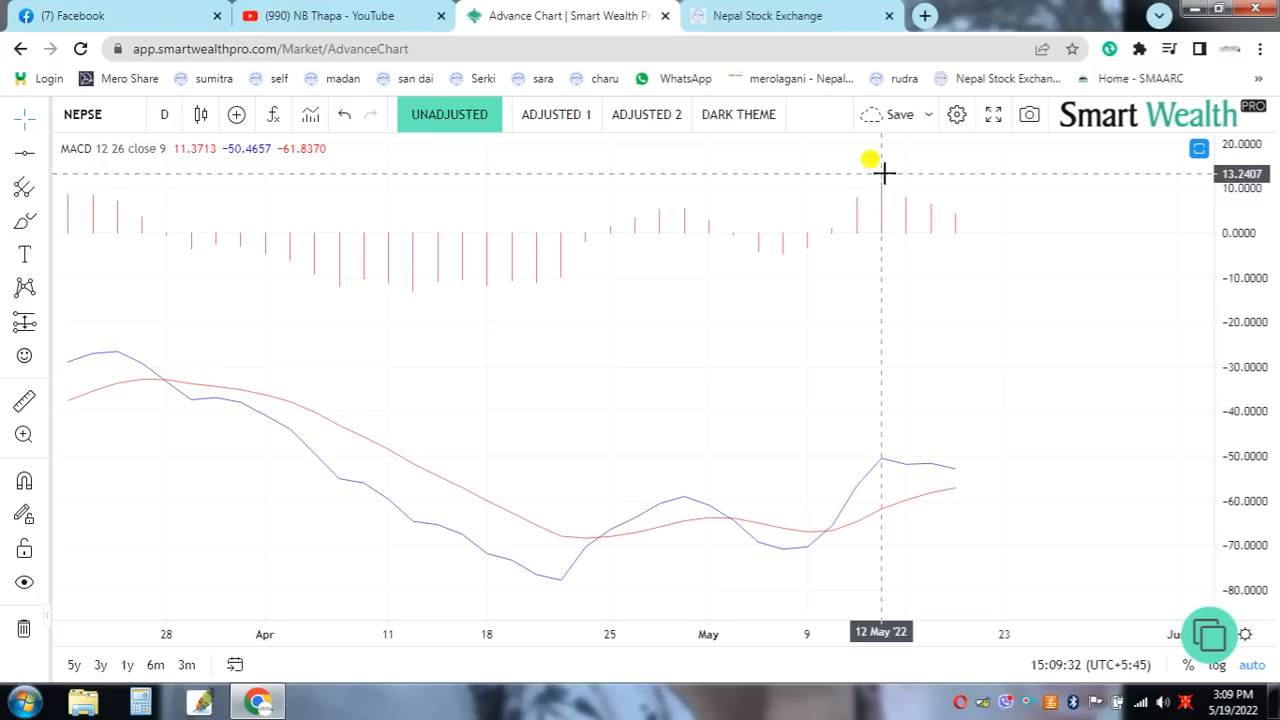 (7) Facebook
(990) NB Thapa - YouTube
Advance Chart | Smart Wealth Pr
Nepal Stock Exchange
app.smartwealthpro.com/Market/AdvanceChart
Login
Mero Share
sumitra
self
madan
san dai
Serki
sara
charu
WhatsApp
merolagani - Nepal...
rudra
Nepal Stock Exchan...
Home - SMAARC
»
NEPSE
D
UNADJUSTED
ADJUSTED 1
ADJUSTED 2
DARK THEME
Save
Smart Wealth PRO
MACD 12 26 close 9 11.3713 −50.4657 −61.8370
20.0000
13.2407
10.0000
0.0000
−10.0000
−20.0000
−30.0000
−40.0000
−50.0000
−60.0000
−70.0000
−80.0000
28
Apr
11
18
25
May
9
12 May '22
23
5y
3y
1y
6m
3m
15:09:32 (UTC+5:45)
%
log
auto
3:09 PM
5/19/2022